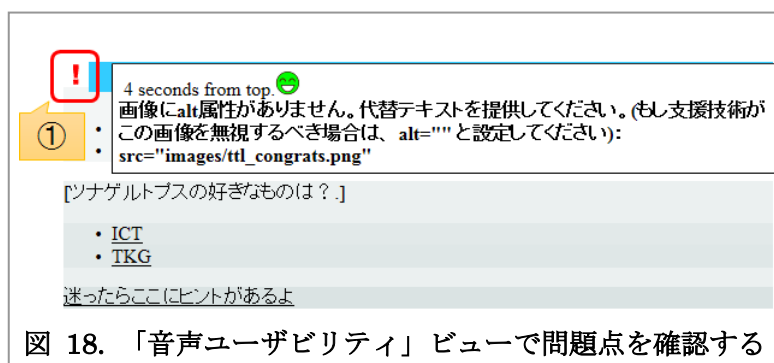 !
4 seconds from top.
画像にalt属性がありません。代替テキストを提供してください。(もし支援技術が
この画像を無視するべき場合は、alt="" と設定してください):
src="images/ttl_congrats.png"
①
[ツナゲルトプスの好きなものは？.]
• ICT
• TKG
迷ったらここにヒントがあるよ
図 18. 「音声ユーザビリティ」ビューで問題点を確認する